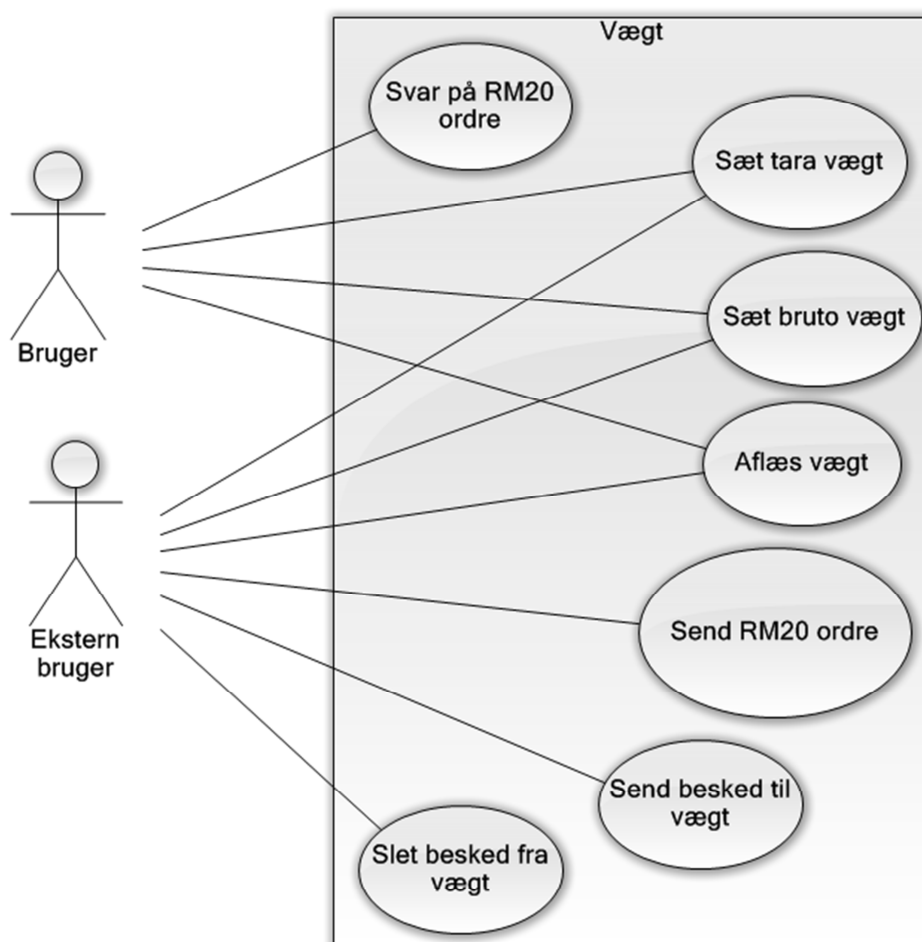 Vægt
Svar på RM20
ordre
Sæt tara vægt
Bruger
Sæt bruto vægt
Aflæs vægt
Ekstern
bruger
Send RM20 ordre
Send besked til
vægt
Slet besked fra
vægt